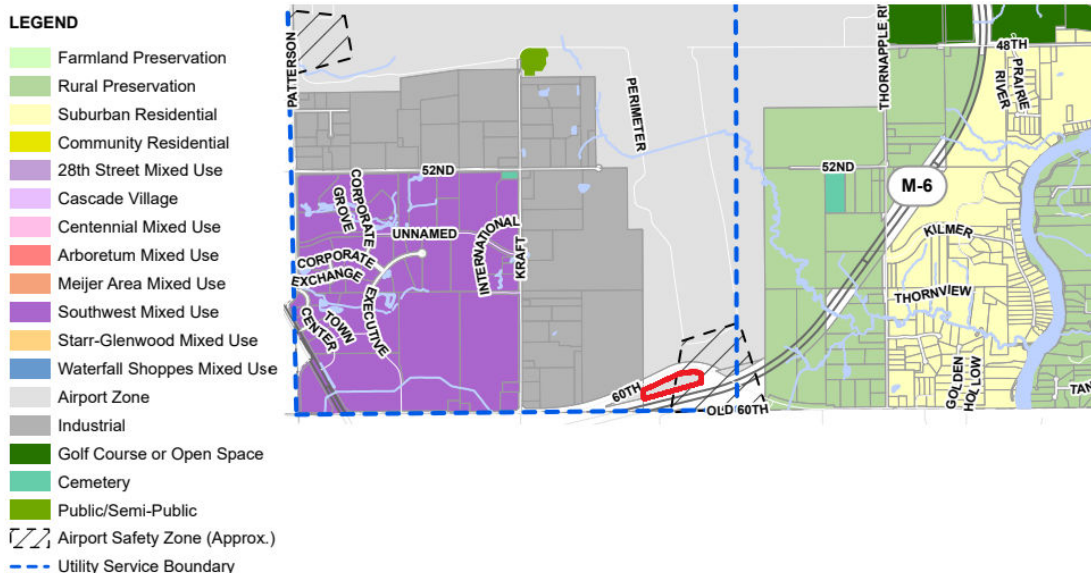 LEGEND
Farmland Preservation
Rural Preservation
Suburban Residential
Community Residential
28th Street Mixed Use
Cascade Village
Centennial Mixed Use
Arboretum Mixed Use
Meijer Area Mixed Use
Southwest Mixed Use
Starr-Glenwood Mixed Use
Waterfall Shoppes Mixed Use
Airport Zone
Industrial
Golf Course or Open Space
Cemetery
Public/Semi-Public
Airport Safety Zone (Approx.)
Utility Service Boundary
PATTERSON
PERIMETER
THORNAPPLE RI
48TH
PRAIRIE
RIVER
52ND
52ND
M-6
CORPORATE
GROVE
UNNAMED
INTERNATIONAL
KRAFT
CORPORATE
EXCHANGE
EXECUTIVE
TOWN
CENTER
KILMER
THORNVIEW
GOLDEN
HOLLOW
TAN
60TH
OLD 60TH